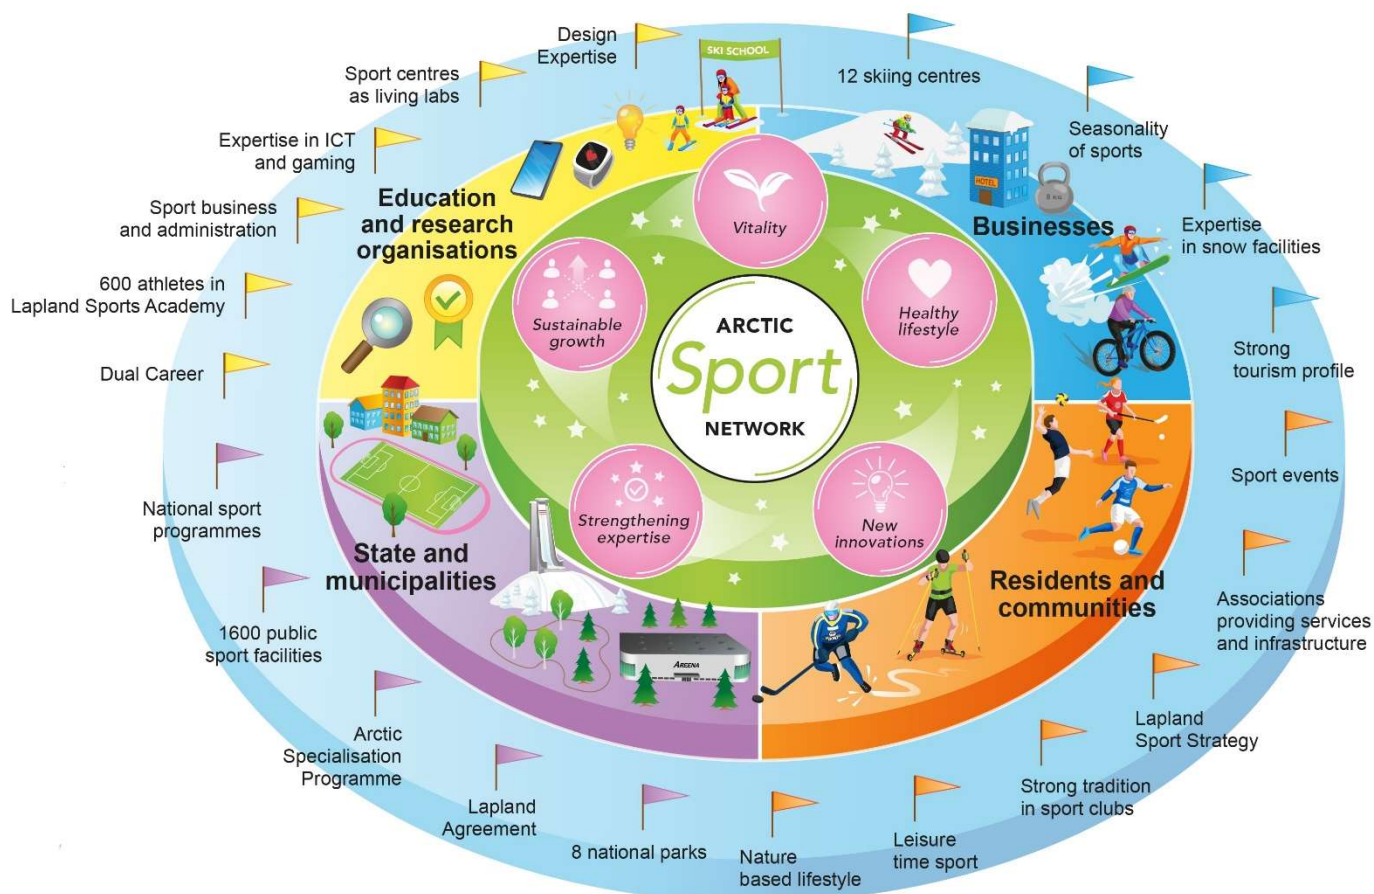 Design
Expertise
SKI SCHOOL
12 skiing centres
Sport centres
as living labs
Seasonality
of sports
Expertise in ICT
and gaming
Expertise
in snow facilities
Sport business
and administration
Strong
tourism profile
600 athletes in
Lapland Sports Academy
Sport events
Dual Career
Associations
providing services
and infrastructure
National sport
programmes
Lapland
Sport Strategy
1600 public
sport facilities
Strong tradition
in sport clubs
Arctic
Specialisation
Programme
Leisure
time sport
Lapland
Agreement
Nature
based lifestyle
8 national parks
Education
and research
organisations
Businesses
HOTEL
8 KG
State and
municipalities
AREENA
Residents and
communities
Vitality
Healthy
lifestyle
New
innovations
Strengthening
expertise
Sustainable
growth
ARCTIC
Sport
NETWORK